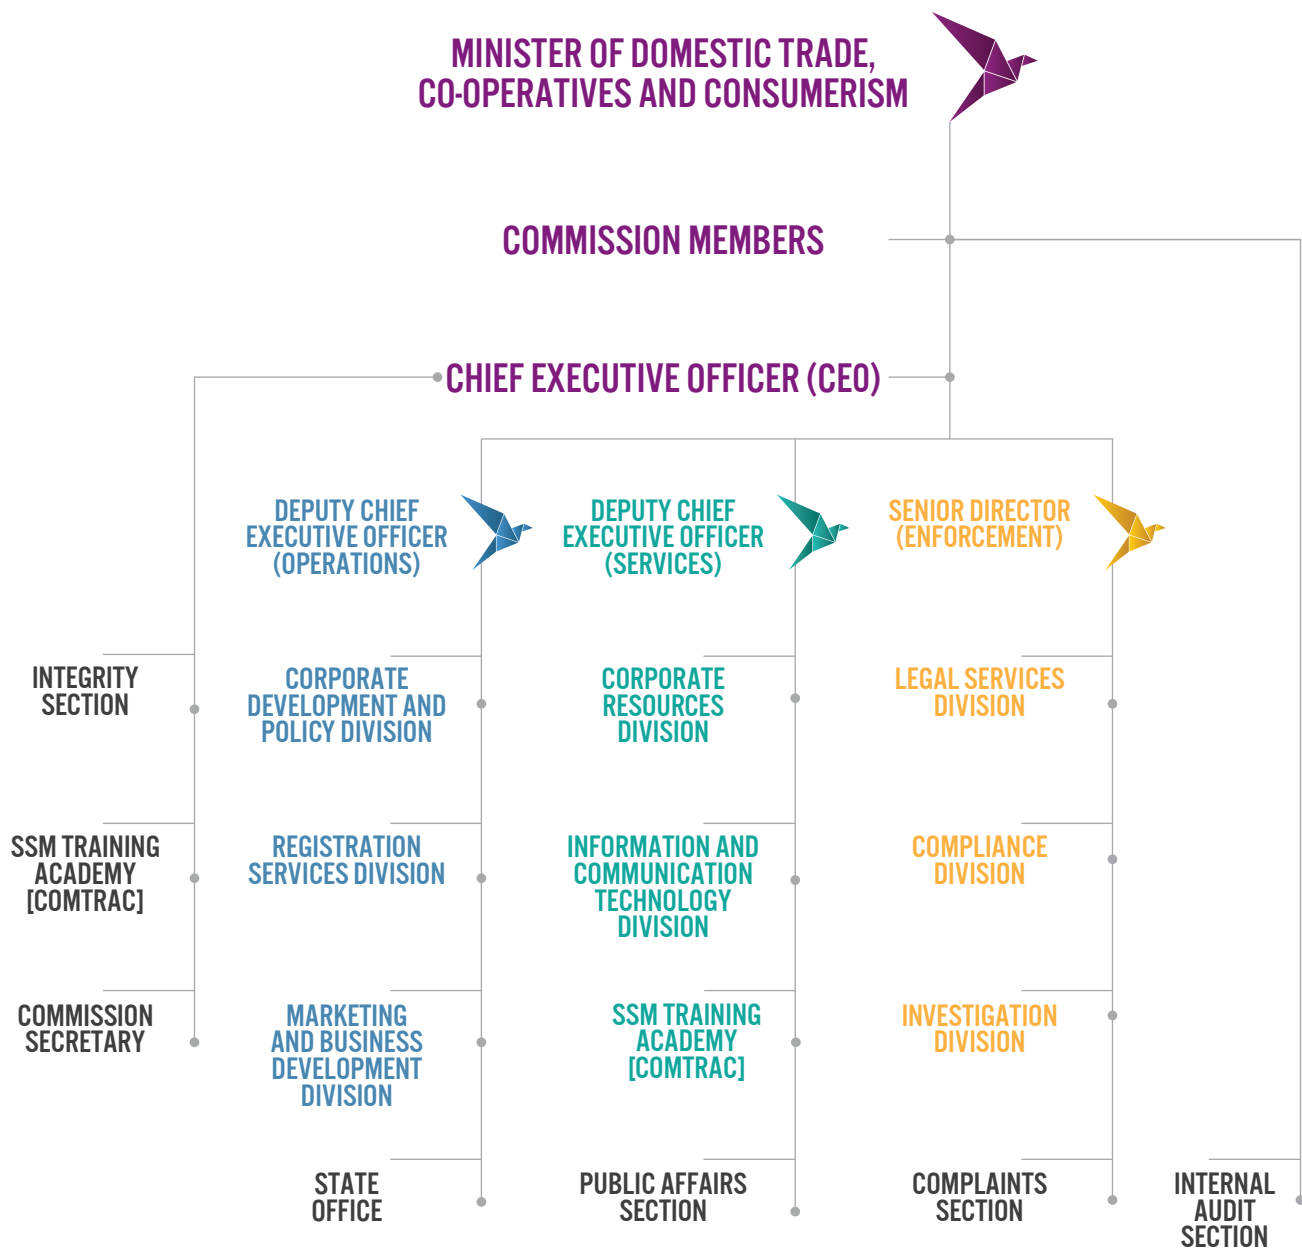 MINISTER OF DOMESTIC TRADE,
CO-OPERATIVES AND CONSUMERISM
COMMISSION MEMBERS
CHIEF EXECUTIVE OFFICER (CEO)
DEPUTY CHIEF
EXECUTIVE OFFICER
(OPERATIONS)
DEPUTY CHIEF
EXECUTIVE OFFICER
(SERVICES)
SENIOR DIRECTOR
(ENFORCEMENT)
INTEGRITY
SECTION
CORPORATE
DEVELOPMENT AND
POLICY DIVISION
CORPORATE
RESOURCES
DIVISION
LEGAL SERVICES
DIVISION
SSM TRAINING
ACADEMY
[COMTRAC]
REGISTRATION
SERVICES DIVISION
INFORMATION AND
COMMUNICATION
TECHNOLOGY
DIVISION
COMPLIANCE
DIVISION
COMMISSION
SECRETARY
MARKETING
AND BUSINESS
DEVELOPMENT
DIVISION
SSM TRAINING
ACADEMY
[COMTRAC]
INVESTIGATION
DIVISION
STATE
OFFICE
PUBLIC AFFAIRS
SECTION
COMPLAINTS
SECTION
INTERNAL
AUDIT
SECTION